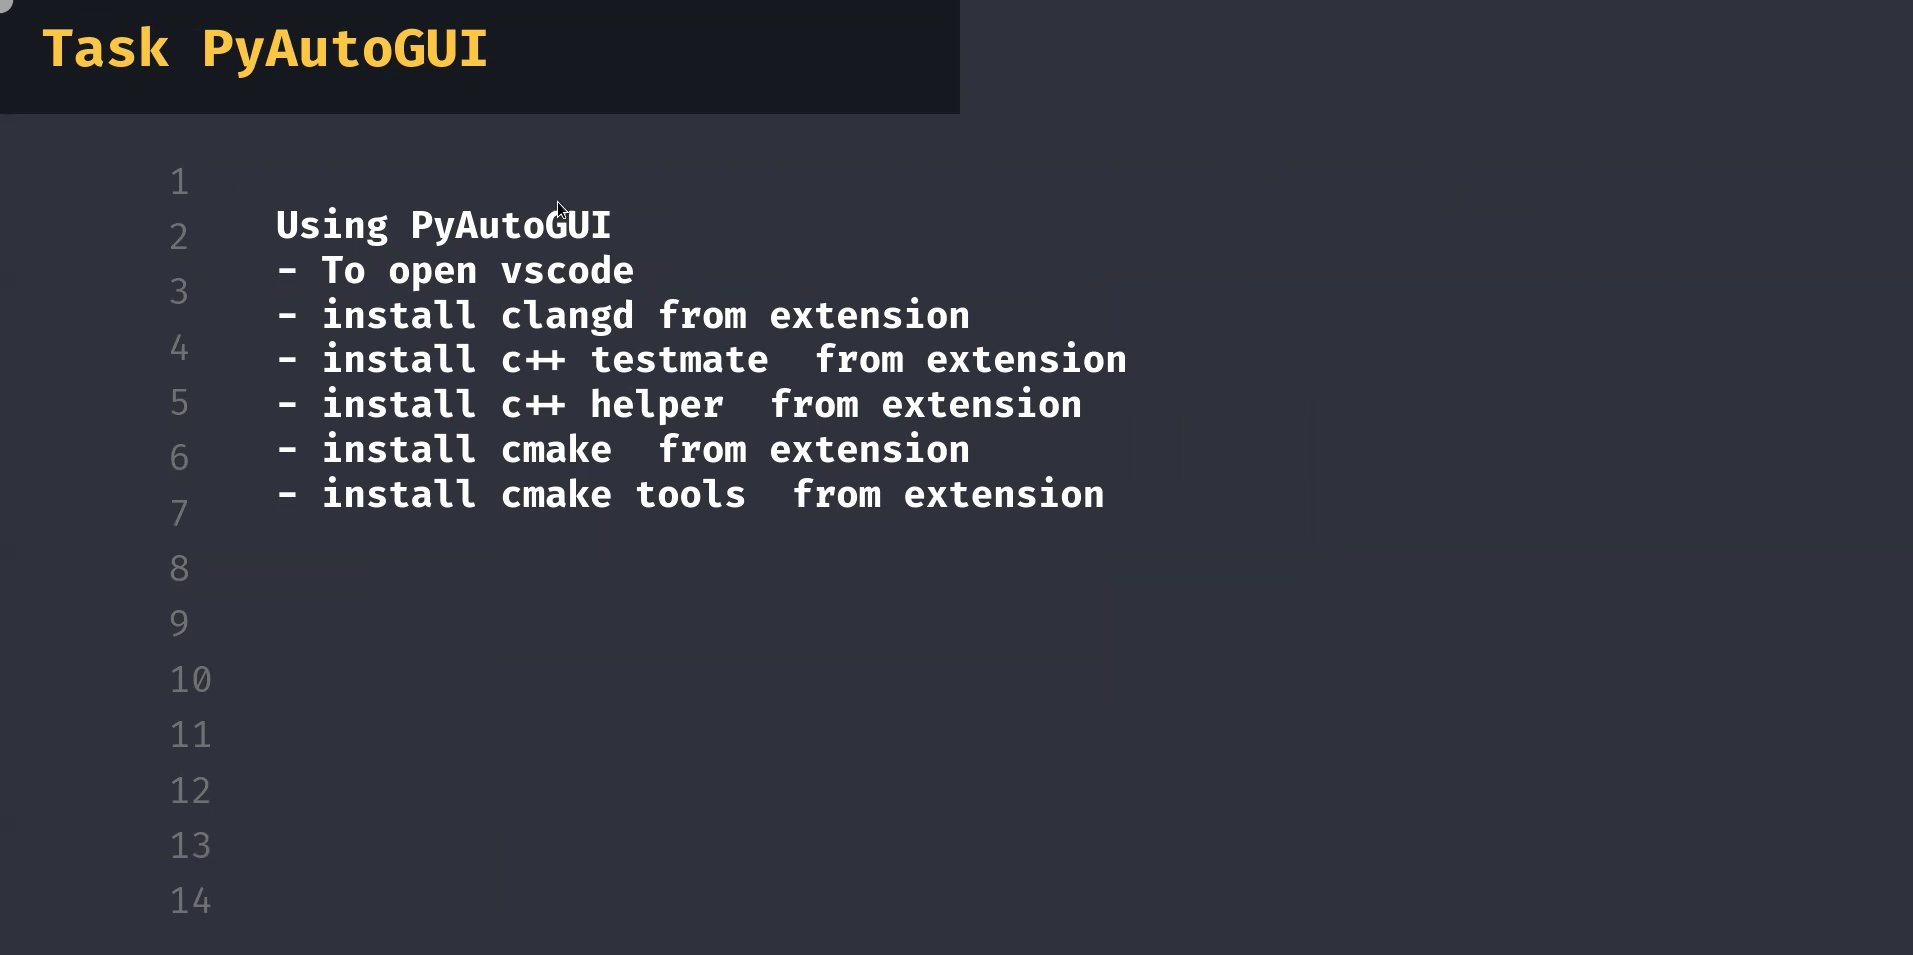 Task PyAutoGUI
1
2
3
4
5
6
7
8
9
10
11
12
13
14
Using PyAutoGUI
- To open vscode
- install clangd from extension
- install c++ testmate  from extension
- install c++ helper  from extension
- install cmake  from extension
- install cmake tools  from extension